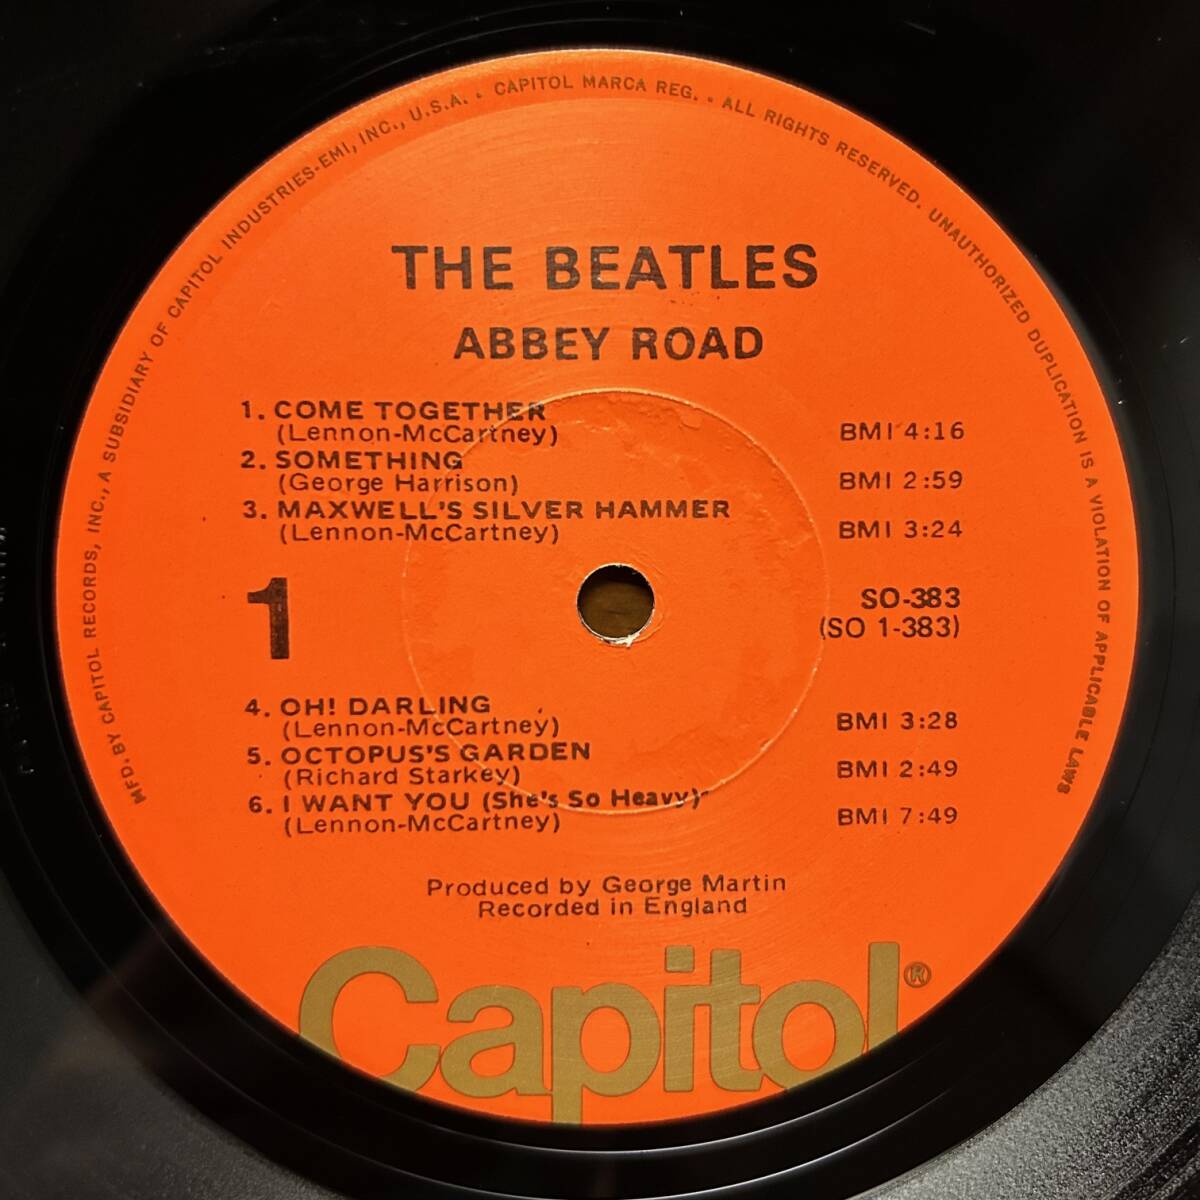 MFD. BY CAPITOL RECORDS, INC., A SUBSIDIARY OF CAPITOL INDUSTRIES-EMI, INC., U.S.A. • CAPITOL MARCA REG. • ALL RIGHTS RESERVED. UNAUTHORIZED DUPLICATION IS A VIOLATION OF APPLICABLE LAWS
THE BEATLES
ABBEY ROAD
1. COME TOGETHER
(Lennon-McCartney) BMI 4:16
2. SOMETHING
(George Harrison) BMI 2:59
3. MAXWELL'S SILVER HAMMER
(Lennon-McCartney) BMI 3:24
1
SO-383
(SO 1-383)
4. OH! DARLING
(Lennon-McCartney) BMI 3:28
5. OCTOPUS'S GARDEN
(Richard Starkey) BMI 2:49
6. I WANT YOU (She's So Heavy)
(Lennon-McCartney) BMI 7:49
Produced by George Martin
Recorded in England
Capitol®